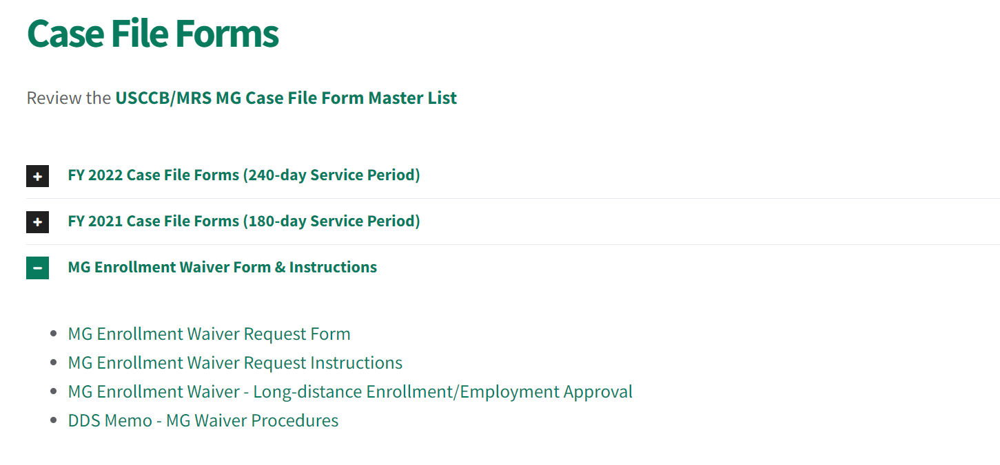 Case File Forms
Review the USCCB/MRS MG Case File Form Master List
FY 2022 Case File Forms (240-day Service Period)
FY 2021 Case File Forms (180-day Service Period)
MG Enrollment Waiver Form & Instructions
MG Enrollment Waiver Request Form
MG Enrollment Waiver Request Instructions
MG Enrollment Waiver - Long-distance Enrollment/Employment Approval
DDS Memo - MG Waiver Procedures